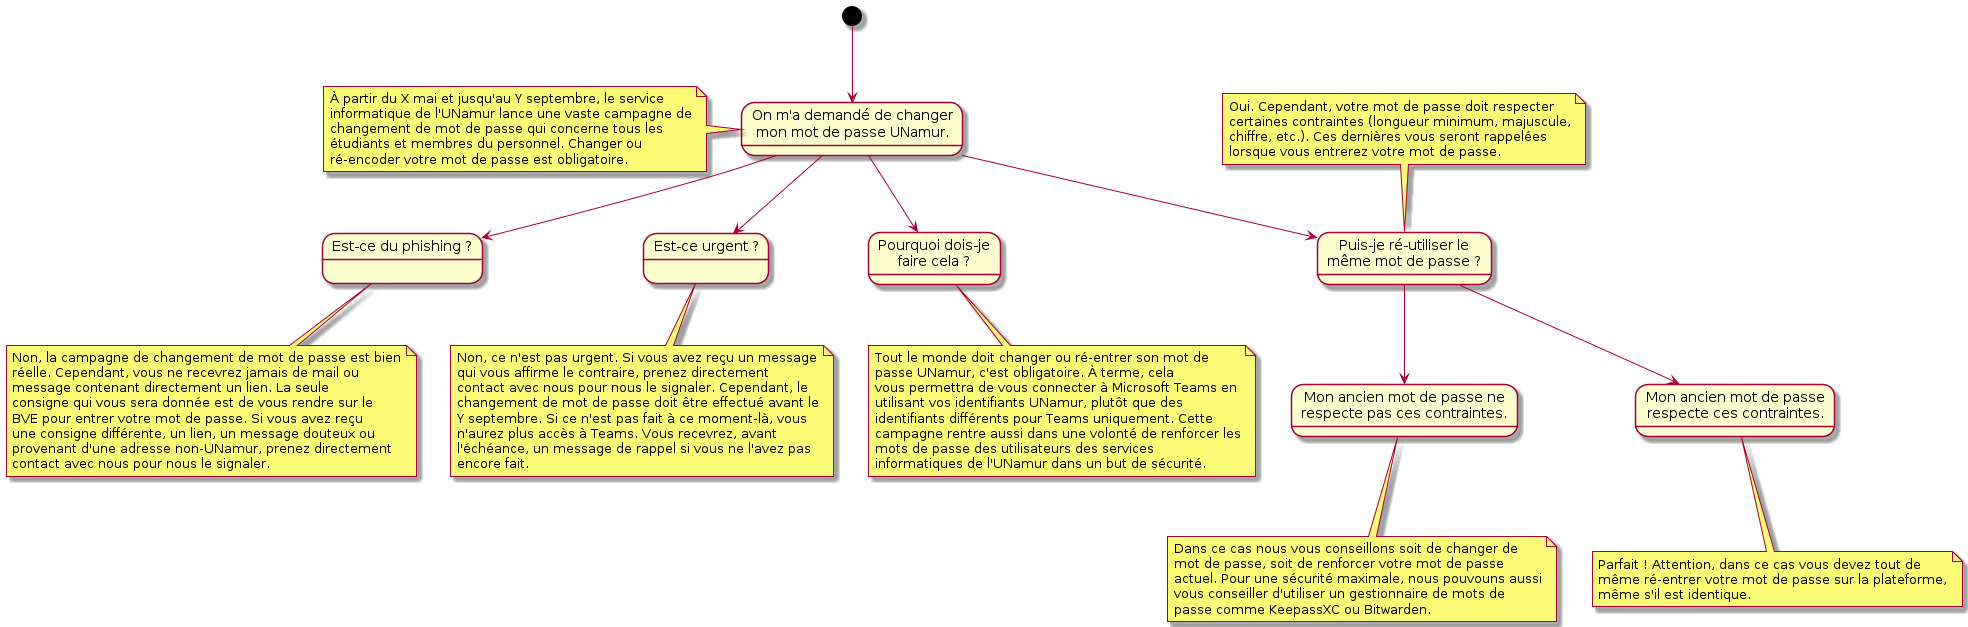 À partir du X mai et jusqu'au Y septembre, le service
informatique de l'UNamur lance une vaste campagne de
changement de mot de passe qui concerne tous les
étudiants et membres du personnel. Changer ou
ré-encoder votre mot de passe est obligatoire.
On m'a demandé de changer
mon mot de passe UNamur.
Oui. Cependant, votre mot de passe doit respecter
certaines contraintes (longueur minimum, majuscule,
chiffre, etc.). Ces dernières vous seront rappelées
lorsque vous entrerez votre mot de passe.
Est-ce du phishing ?
Est-ce urgent ?
Pourquoi dois-je
faire cela ?
Puis-je ré-utiliser le
même mot de passe ?
Non, la campagne de changement de mot de passe est bien
réelle. Cependant, vous ne recevrez jamais de mail ou
message contenant directement un lien. La seule
consigne qui vous sera donnée est de vous rendre sur le
BVE pour entrer votre mot de passe. Si vous avez reçu
une consigne différente, un lien, un message douteux ou
provenant d'une adresse non-UNamur, prenez directement
contact avec nous pour nous le signaler.
Non, ce n'est pas urgent. Si vous avez reçu un message
qui vous affirme le contraire, prenez directement
contact avec nous pour nous le signaler. Cependant, le
changement de mot de passe doit être effectué avant le
Y septembre. Si ce n'est pas fait à ce moment-là, vous
n'aurez plus accès à Teams. Vous recevrez, avant
l'échéance, un message de rappel si vous ne l'avez pas
encore fait.
Tout le monde doit changer ou ré-entrer son mot de
passe UNamur, c'est obligatoire. À terme, cela
vous permettra de vous connecter à Microsoft Teams en
utilisant vos identifiants UNamur, plutôt que des
identifiants différents pour Teams uniquement. Cette
campagne rentre aussi dans une volonté de renforcer les
mots de passe des utilisateurs des services
informatiques de l'UNamur dans un but de sécurité.
Mon ancien mot de passe ne
respecte pas ces contraintes.
Mon ancien mot de passe
respecte ces contraintes.
Dans ce cas nous vous conseillons soit de changer de
mot de passe, soit de renforcer votre mot de passe
actuel. Pour une sécurité maximale, nous pouvouns aussi
vous conseiller d'utiliser un gestionnaire de mots de
passe comme KeepassXC ou Bitwarden.
Parfait ! Attention, dans ce cas vous devez tout de
même ré-entrer votre mot de passe sur la plateforme,
même s'il est identique.